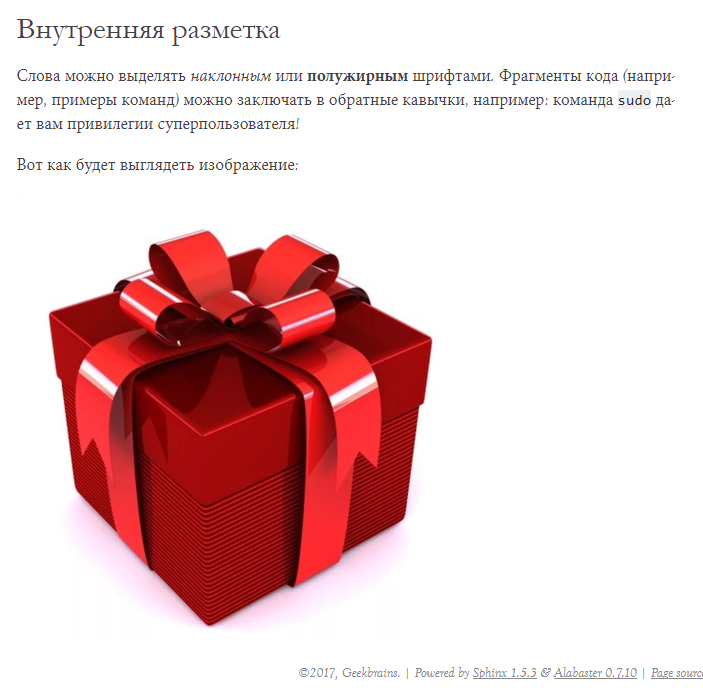 Внутренняя разметка
Слова можно выделять наклонным или полужирным шрифтами. Фрагменты кода (напри-
мер, примеры команд) можно заключать в обратные кавычки, например: команда sudo да-
ет вам привилегии суперпользователя!
Вот как будет выглядеть изображение:
©2017, Geekbrains. | Powered by Sphinx 1.5.3 & Alabaster 0.7.10 | Page sourc